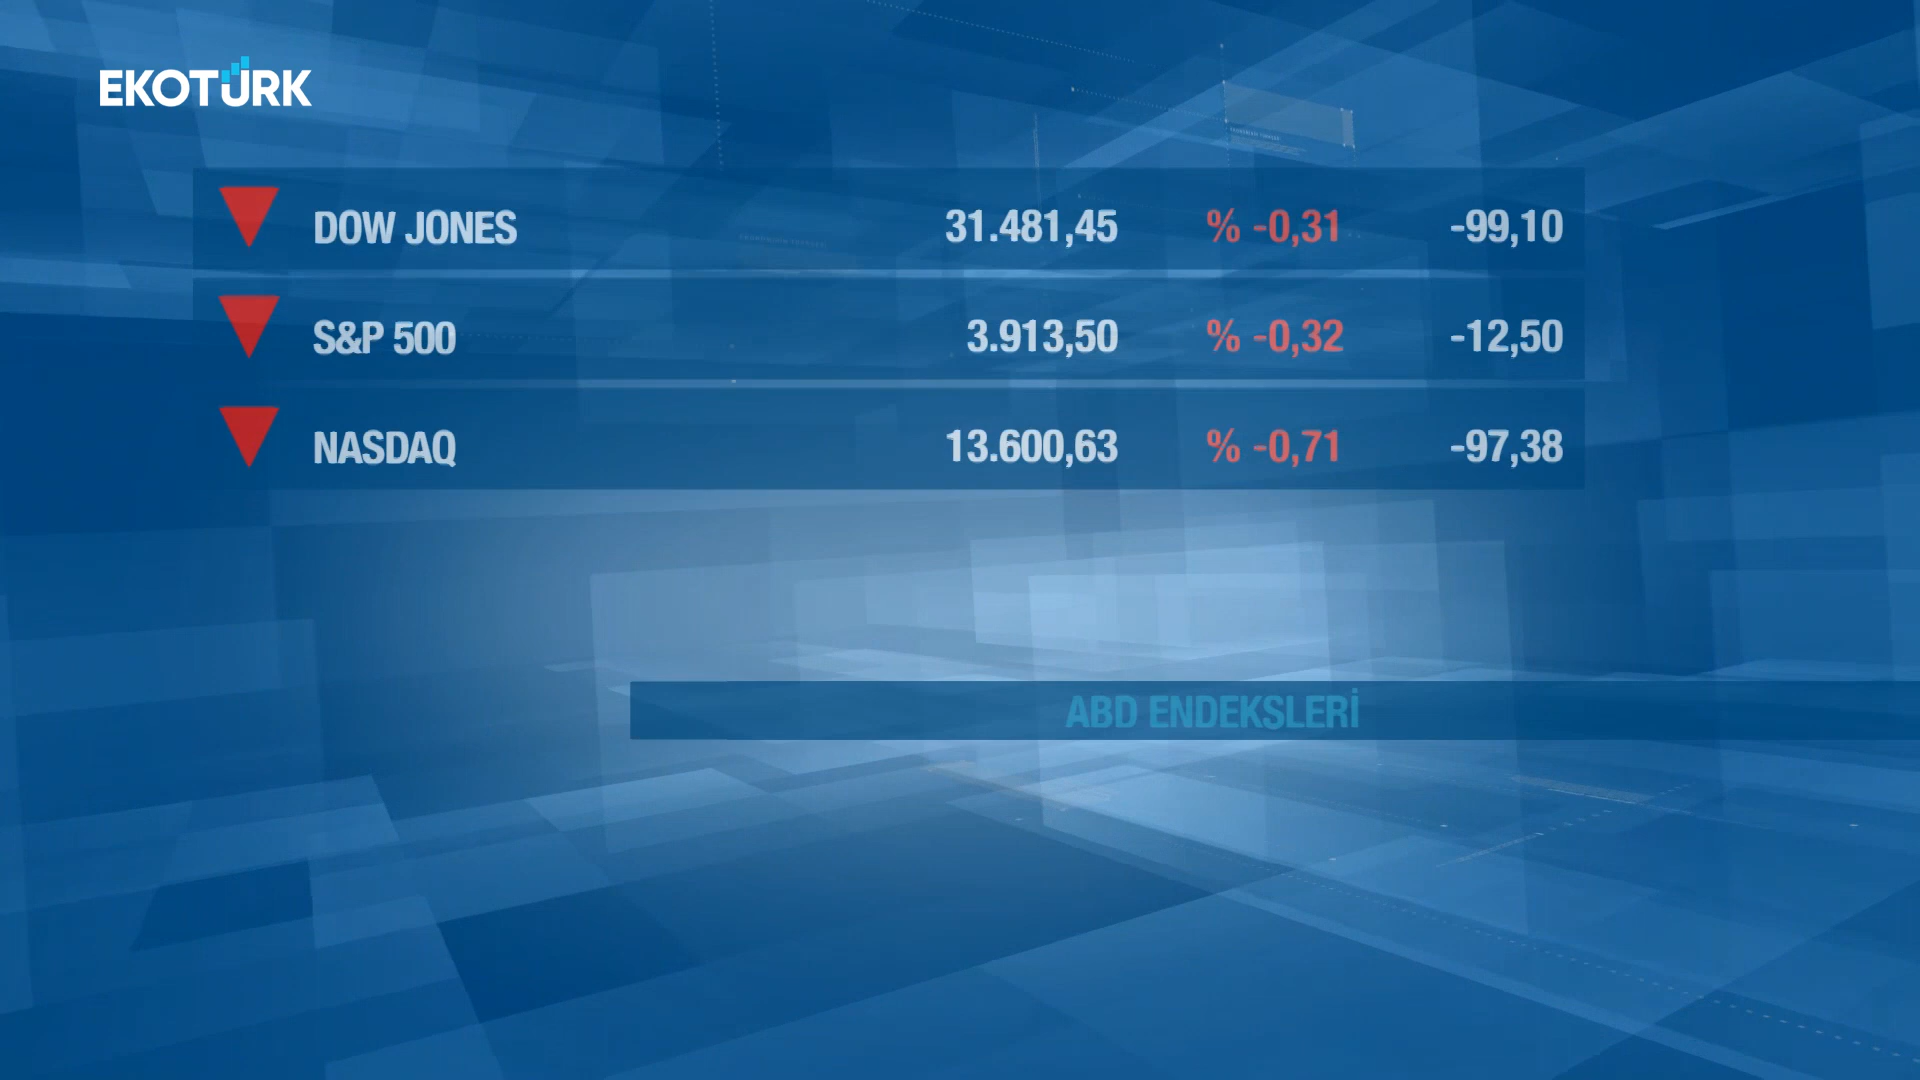 EKOTÜRK
DOW JONES 31.481,45 % -0,31 -99,10
S&P 500 3.913,50 % -0,32 -12,50
NASDAQ 13.600,63 % -0,71 -97,38
ABD ENDEKSLERİ